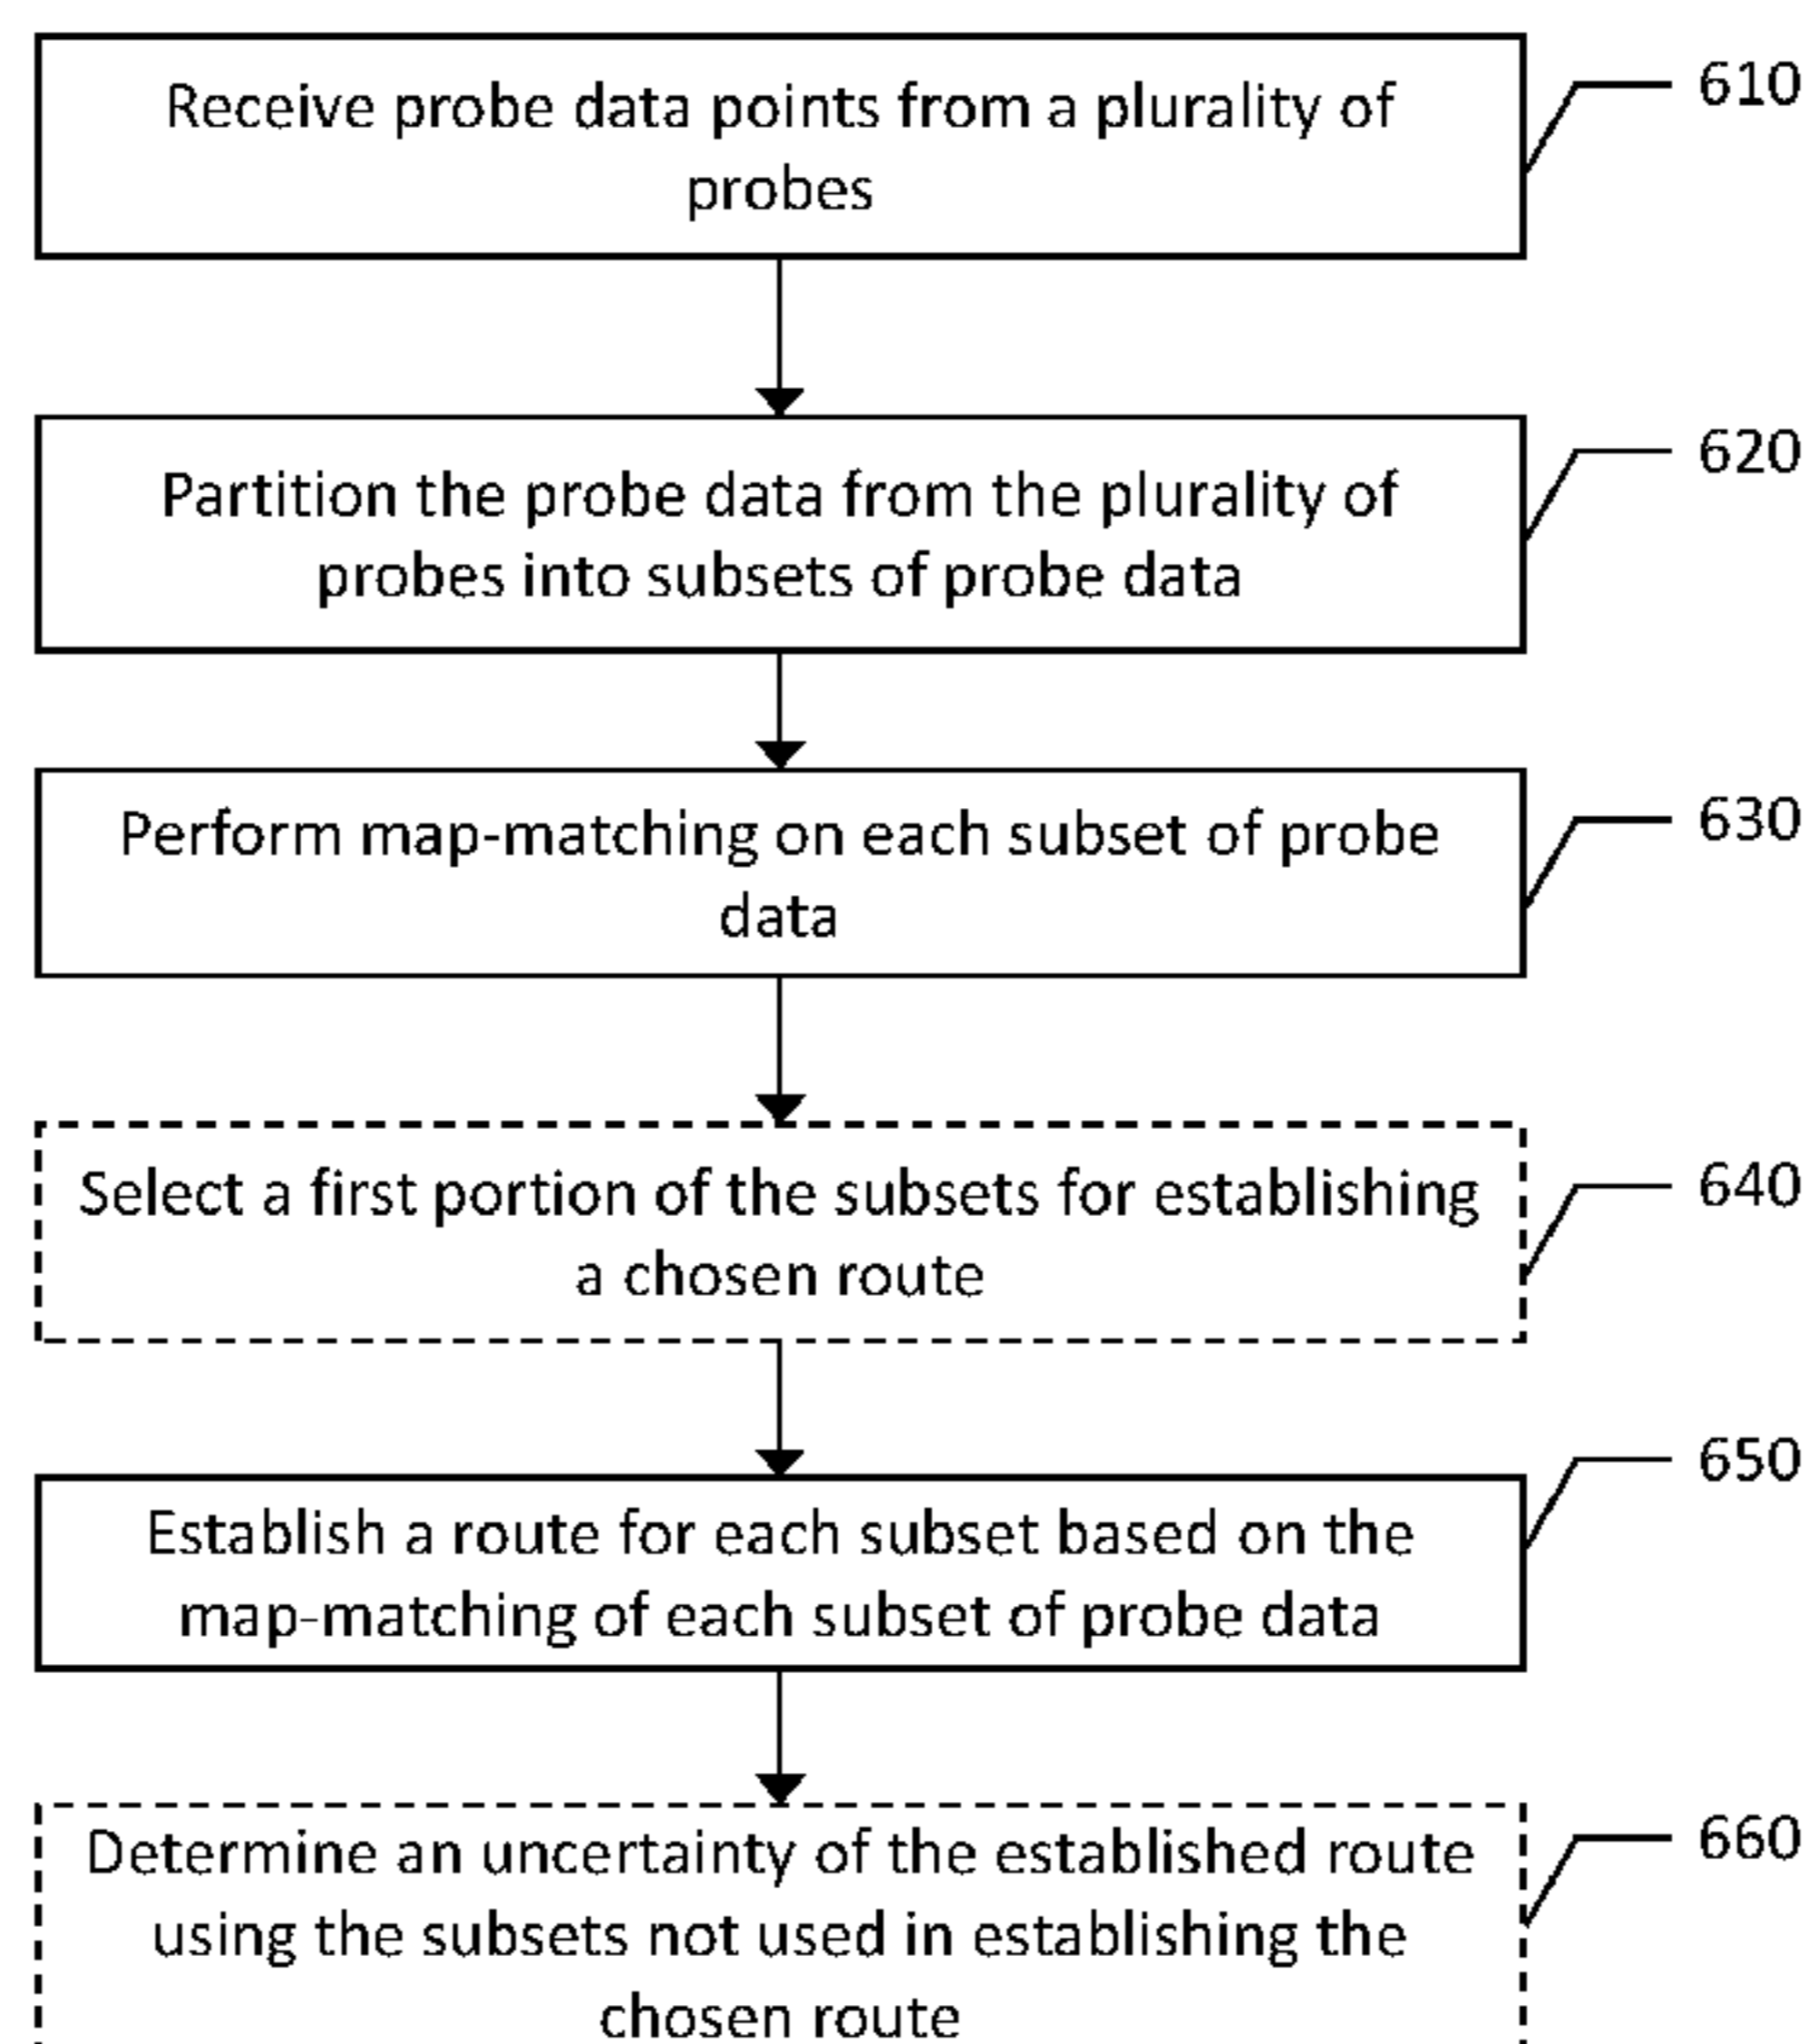 Receive probe data points from a plurality of
probes
610
Partition the probe data from the plurality of
probes into subsets of probe data
620
Perform map-matching on each subset of probe
data
630
Select a first portion of the subsets for establishing
a chosen route
640
Establish a route for each subset based on the
map-matching of each subset of probe data
650
Determine an uncertainty of the established route
using the subsets not used in establishing the
chosen route
660